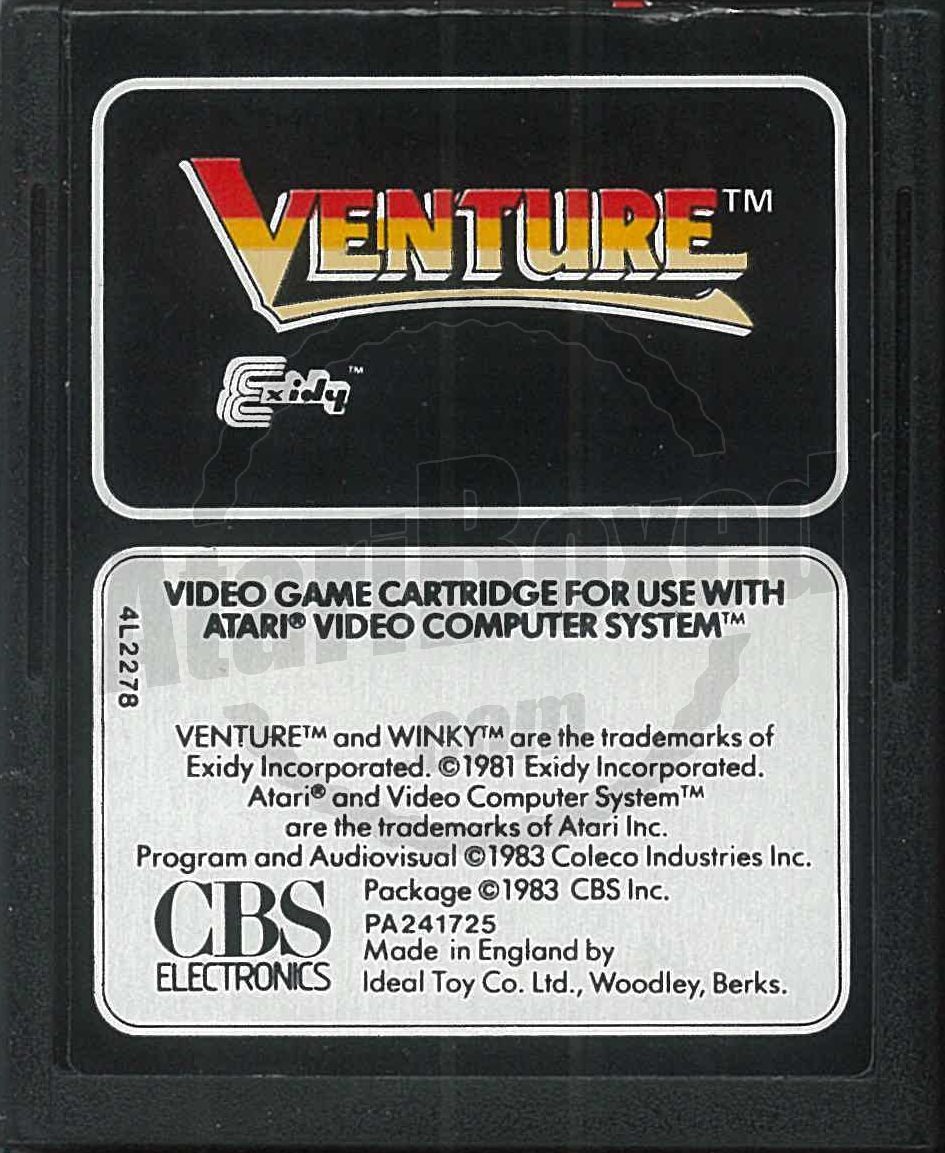 VENTURE™
Exidy™
VIDEO GAME CARTRIDGE FOR USE WITH
ATARI® VIDEO COMPUTER SYSTEM™
4L2278
VENTURE™ and WINKY™ are the trademarks of
Exidy Incorporated. ©1981 Exidy Incorporated.
Atari® and Video Computer System™
are the trademarks of Atari Inc.
Program and Audiovisual ©1983 Coleco Industries Inc.
CBS
ELECTRONICS
Package ©1983 CBS Inc.
PA241725
Made in England by
Ideal Toy Co. Ltd., Woodley, Berks.
AtariBoxed
.com